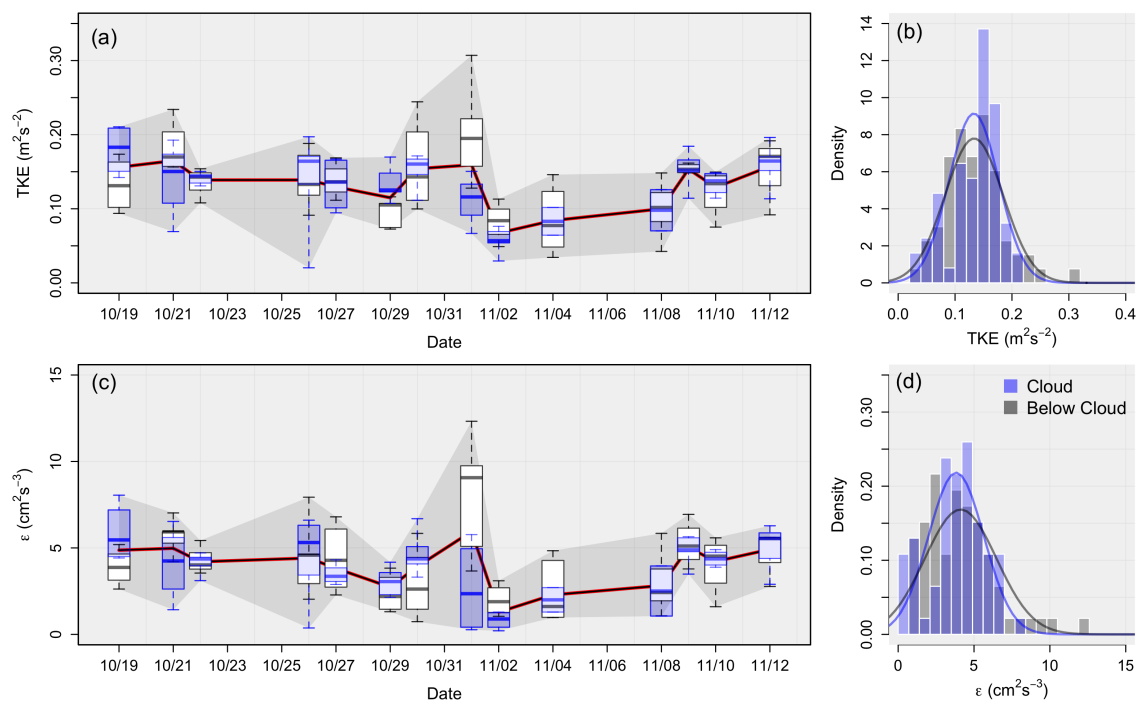 (a)
TKE (m²s⁻²)
0.00 0.10 0.20 0.30
10/19 10/21 10/23 10/25 10/27 10/29 10/31 11/02 11/04 11/06 11/08 11/10 11/12
Date
(b)
Density
0 2 4 6 8 10 12 14
0.0 0.1 0.2 0.3 0.4
TKE (m²s⁻²)
(c)
ε (cm²s⁻³)
0 5 10 15
10/19 10/21 10/23 10/25 10/27 10/29 10/31 11/02 11/04 11/06 11/08 11/10 11/12
Date
(d)
Cloud
Below Cloud
Density
0.00 0.10 0.20 0.30
0 5 10 15
ε (cm²s⁻³)